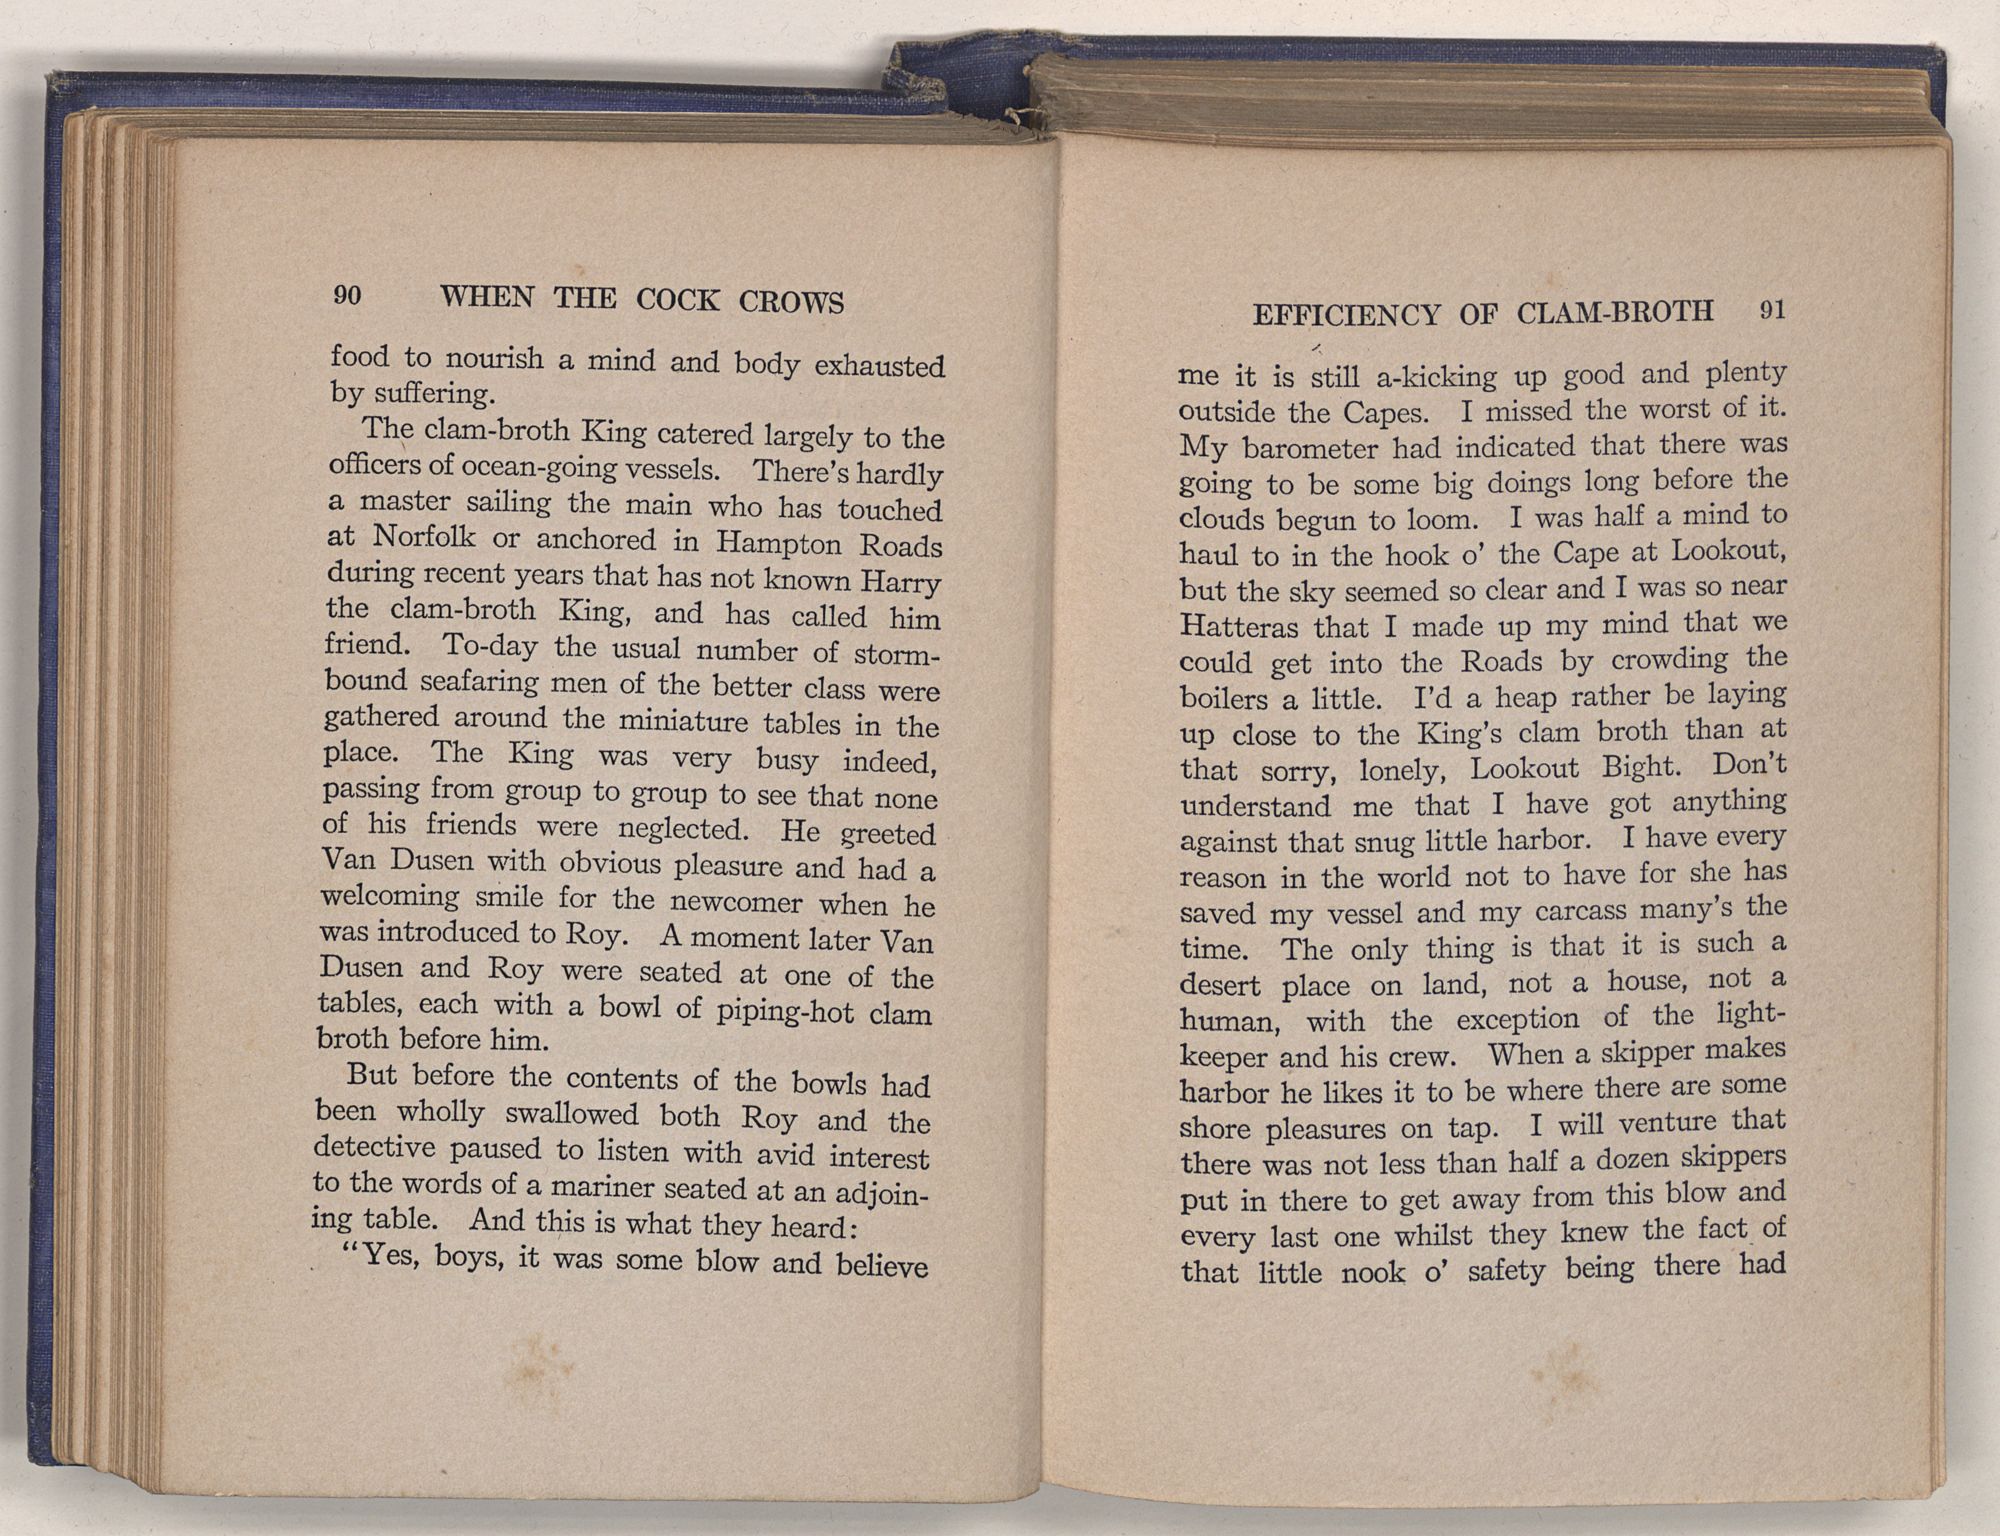 90 WHEN THE COCK CROWS
food to nourish a mind and body exhausted
by suffering.
The clam-broth King catered largely to the
officers of ocean-going vessels. There's hardly
a master sailing the main who has touched
at Norfolk or anchored in Hampton Roads
during recent years that has not known Harry
the clam-broth King, and has called him
friend. To-day the usual number of storm-
bound seafaring men of the better class were
gathered around the miniature tables in the
place. The King was very busy indeed,
passing from group to group to see that none
of his friends were neglected. He greeted
Van Dusen with obvious pleasure and had a
welcoming smile for the newcomer when he
was introduced to Roy. A moment later Van
Dusen and Roy were seated at one of the
tables, each with a bowl of piping-hot clam
broth before him.
But before the contents of the bowls had
been wholly swallowed both Roy and the
detective paused to listen with avid interest
to the words of a mariner seated at an adjoin-
ing table. And this is what they heard:
"Yes, boys, it was some blow and believe
EFFICIENCY OF CLAM-BROTH 91
me it is still a-kicking up good and plenty
outside the Capes. I missed the worst of it.
My barometer had indicated that there was
going to be some big doings long before the
clouds begun to loom. I was half a mind to
haul to in the hook o' the Cape at Lookout,
but the sky seemed so clear and I was so near
Hatteras that I made up my mind that we
could get into the Roads by crowding the
boilers a little. I'd a heap rather be laying
up close to the King's clam broth than at
that sorry, lonely, Lookout Bight. Don't
understand me that I have got anything
against that snug little harbor. I have every
reason in the world not to have for she has
saved my vessel and my carcass many's the
time. The only thing is that it is such a
desert place on land, not a house, not a
human, with the exception of the light-
keeper and his crew. When a skipper makes
harbor he likes it to be where there are some
shore pleasures on tap. I will venture that
there was not less than half a dozen skippers
put in there to get away from this blow and
every last one whilst they knew the fact of
that little nook o' safety being there had